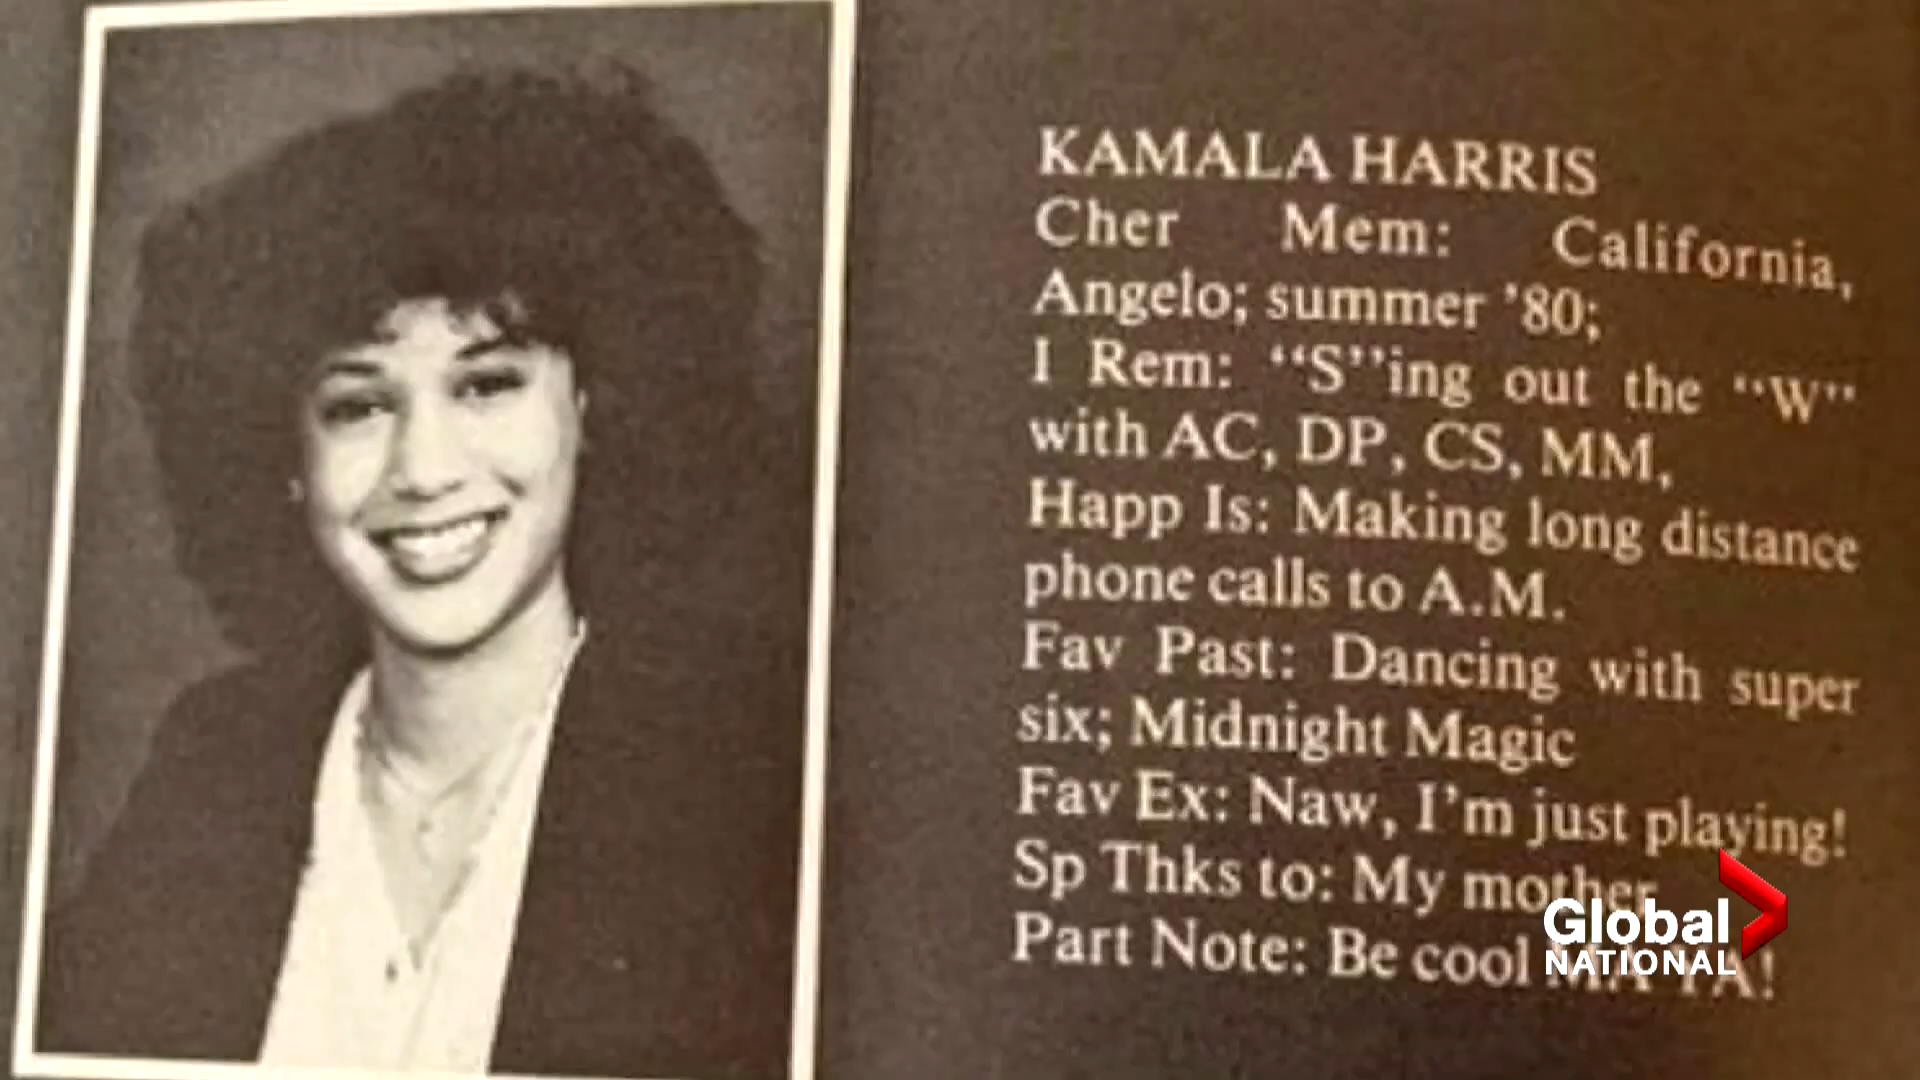 KAMALA HARRIS
Cher Mem: California,
Angelo; summer '80;
I Rem: "S"ing out the "W"
with AC, DP, CS, MM,
Happ Is: Making long distance
phone calls to A.M.
Fav Past: Dancing with super
six; Midnight Magic
Fav Ex: Naw, I'm just playing!
Sp Thks to: My mother
Part Note: Be cool MA YA!
Global
NATIONAL